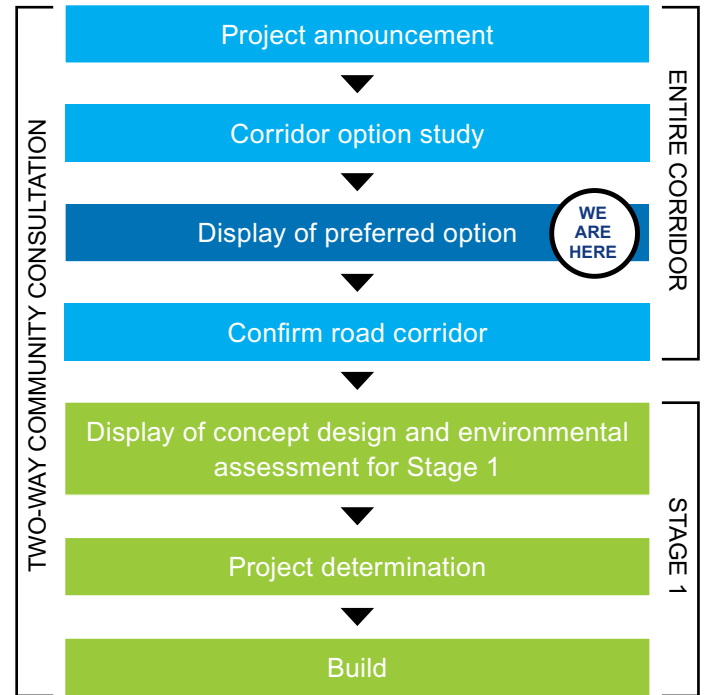 Project announcement
Corridor option study
Display of preferred option
WE
ARE
HERE
Confirm road corridor
Display of concept design and environmental
assessment for Stage 1
Project determination
Build
TWO-WAY COMMUNITY CONSULTATION
ENTIRE CORRIDOR
STAGE 1